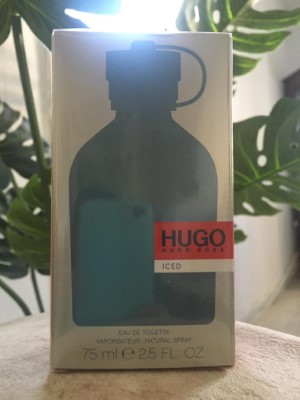 HUGO
HUGO BOSS
ICED
EAU DE TOILETTE
VAPORISATEUR · NATURAL SPRAY
75 ml ℮ 2.5 FL. OZ